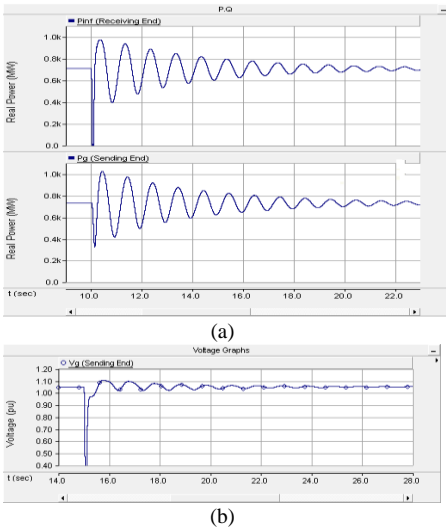 P.Q
Pinf (Receiving End)
Real Power (MW)
1.0k
0.8k
0.6k
0.4k
0.2k
0.0
Pg (Sending End)
Real Power (MW)
1.0k
0.8k
0.6k
0.4k
0.2k
0.0
t (sec) 10.0 12.0 14.0 16.0 18.0 20.0 22.0
(a)
Voltage Graphs
Vg (Sending End)
Voltage (pu)
1.20
1.10
1.00
0.90
0.80
0.70
0.60
0.50
0.40
t (sec) 14.0 16.0 18.0 20.0 22.0 24.0 26.0 28.0
(b)